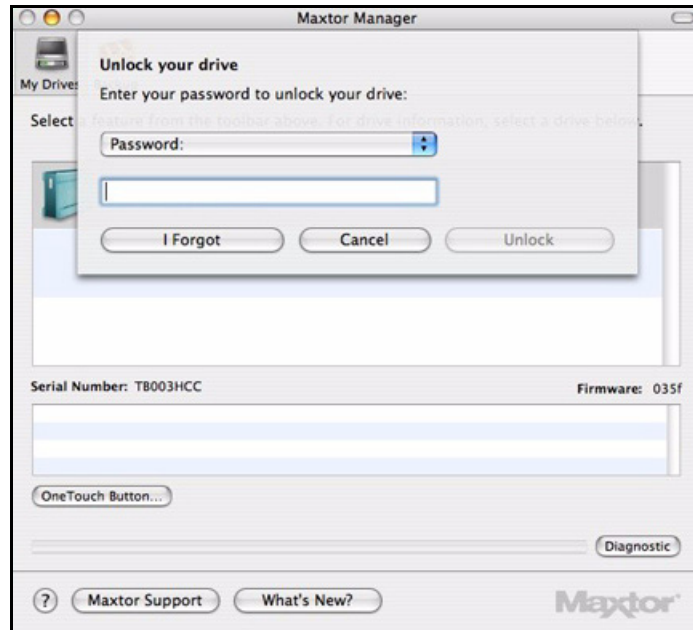 Maxtor Manager
My Drives
Unlock your drive
Enter your password to unlock your drive:
Select a feature from the toolbar above. For drive information, select a drive below.
Password:
I Forgot
Cancel
Unlock
Serial Number: TB003HCC
Firmware: 035f
OneTouch Button...
Diagnostic
?
Maxtor Support
What's New?
Maxtor